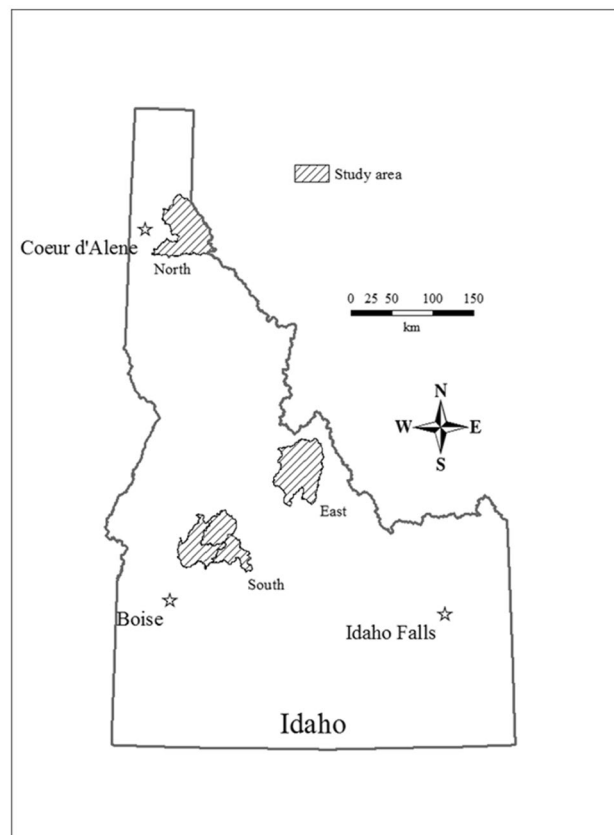 Study area
Coeur d'Alene
North
0 25 50 100 150
km
N
W E
S
East
South
Boise
Idaho Falls
Idaho